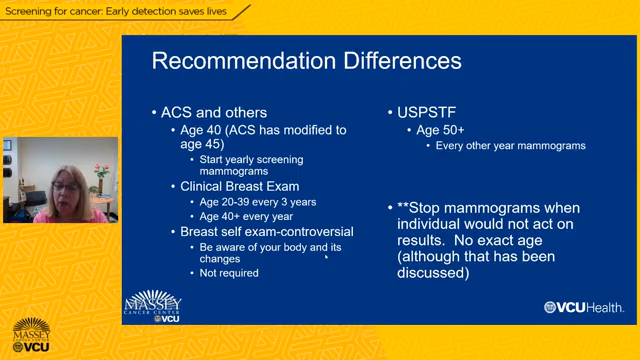 Screening for cancer: Early detection saves lives
Recommendation Differences
• ACS and others
• Age 40 (ACS has modified to
age 45)
• Start yearly screening
mammograms
• Clinical Breast Exam
• Age 20-39 every 3 years
• Age 40+ every year
• Breast self exam-controversial
• Be aware of your body and its
changes
• Not required
• USPSTF
• Age 50+
• Every other year mammograms
• **Stop mammograms when
individual would not act on
results. No exact age
(although that has been
discussed)
MASSEY
CANCER CENTER
VCU
VCUHealth.
MASSEY
CANCER CENTER
VCU